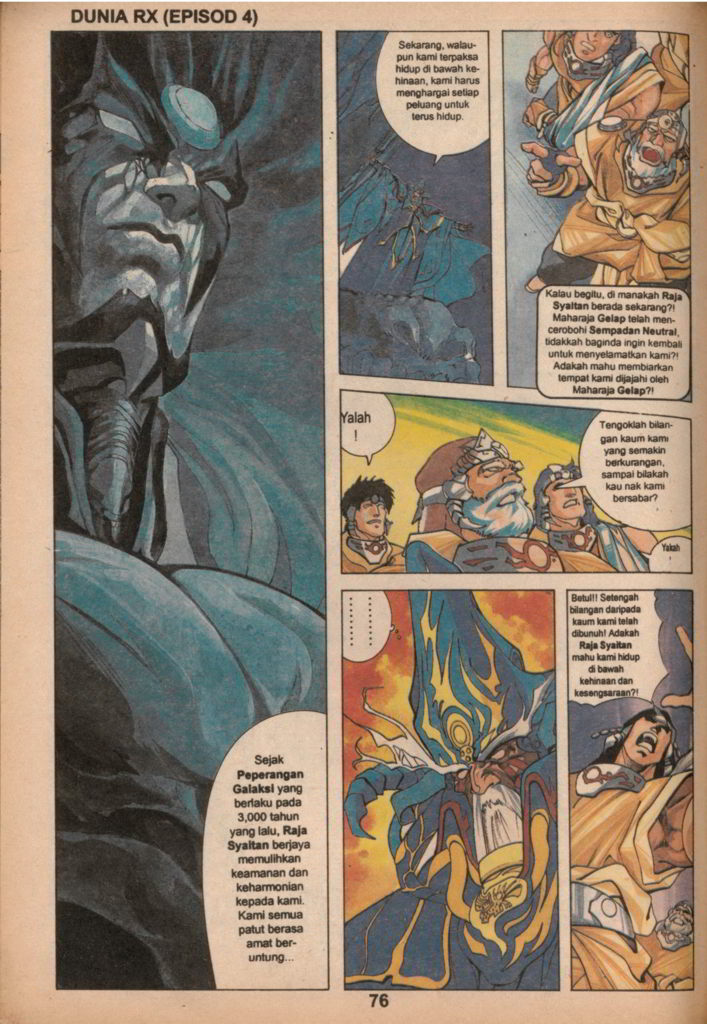 DUNIA RX (EPISOD 4)
Sejak
Peperangan
Galaksi yang
berlaku pada
3,000 tahun
yang lalu, Raja
Syaitan berjaya
memulihkan
keamanan dan
keharmonian
kepada kami.
Kami semua
patut berasa
amat ber-
untung...
Sekarang, walau-
pun kami terpaksa
hidup di bawah ke-
hinaan, kami harus
menghargai setiap
peluang untuk
terus hidup.
Kalau begitu, di manakah Raja
Syaitan berada sekarang?!
Maharaja Gelap telah men-
cerobohi Sempadan Neutral,
tidakkah baginda ingin kembali
untuk menyelamatkan kami?!
Adakah mahu membiarkan
tempat kami dijajahi oleh
Maharaja Gelap?!
Yalah
!
Tengoklah bilan-
gan kaum kami
yang semakin
berkurangan,
sampai bilakah
kau nak kami
bersabar?
Yakah
Betul!! Setengah
bilangan daripada
kaum kami telah
dibunuh! Adakah
Raja Syaitan
mahu kami hidup
di bawah
kehinaan dan
kesengsaraan?!
76